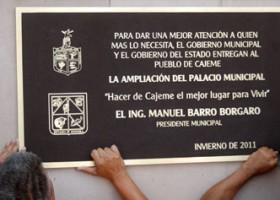 PARA DAR UNA MEJOR ATENCIÓN A QUIEN
MAS LO NECESITA, EL GOBIERNO MUNICIPAL
Y EL GOBIERNO DEL ESTADO ENTREGAN AL
PUEBLO DE CAJEME
LA AMPLIACIÓN DEL PALACIO MUNICIPAL
"Hacer de Cajeme el mejor lugar para Vivir"
EL ING. MANUEL BARRO BORGARO
PRESIDENTE MUNICIPAL
INVIERNO DE 2011